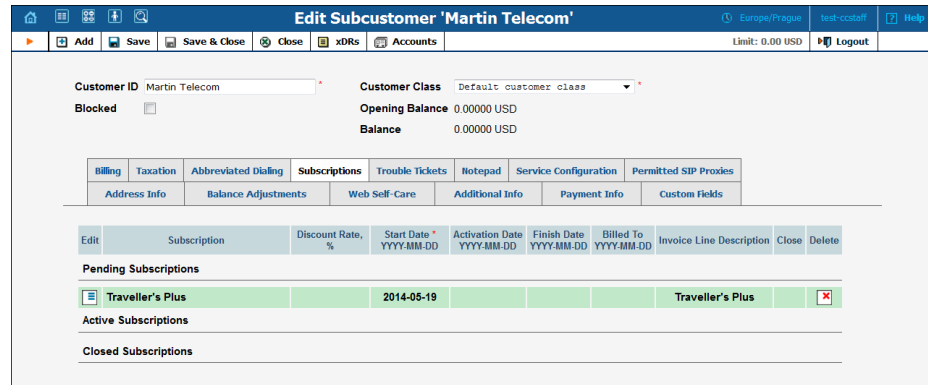 Edit Subcustomer 'Martin Telecom'
Europe/Prague
test-ccstaff
? Help
Add
Save
Save & Close
Close
xDRs
Accounts
Limit: 0.00 USD
Logout
Customer ID Martin Telecom *
Customer Class Default customer class *
Blocked
Opening Balance 0.00000 USD
Balance 0.00000 USD
Billing Taxation Abbreviated Dialing Subscriptions Trouble Tickets Notepad Service Configuration Permitted SIP Proxies
Address Info Balance Adjustments Web Self-Care Additional Info Payment Info Custom Fields
Edit Subscription Discount Rate, % Start Date * YYYY-MM-DD Activation Date YYYY-MM-DD Finish Date YYYY-MM-DD Billed To YYYY-MM-DD Invoice Line Description Close Delete
Pending Subscriptions
Traveller's Plus 2014-05-19 Traveller's Plus
Active Subscriptions
Closed Subscriptions